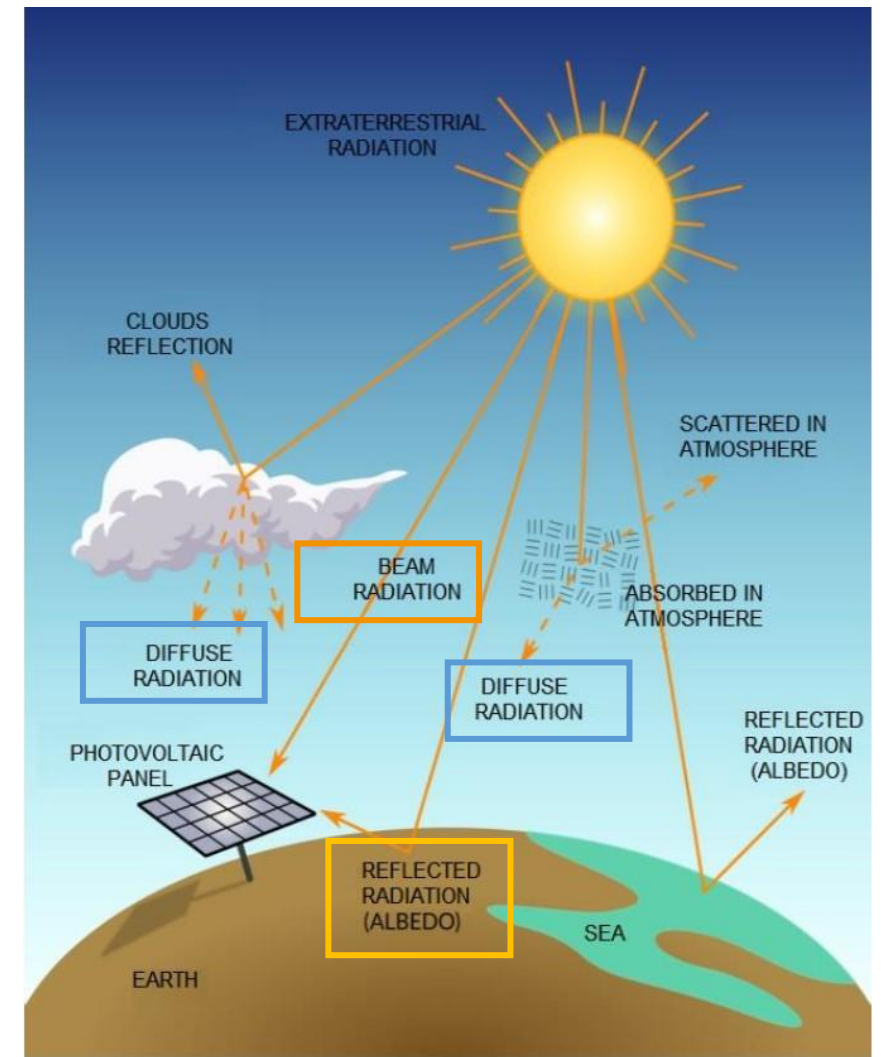 EXTRATERRESTRIAL
RADIATION
CLOUDS
REFLECTION
SCATTERED IN
ATMOSPHERE
BEAM
RADIATION
ABSORBED IN
ATMOSPHERE
DIFFUSE
RADIATION
DIFFUSE
RADIATION
REFLECTED
RADIATION
(ALBEDO)
PHOTOVOLTAIC
PANEL
REFLECTED
RADIATION
(ALBEDO)
SEA
EARTH